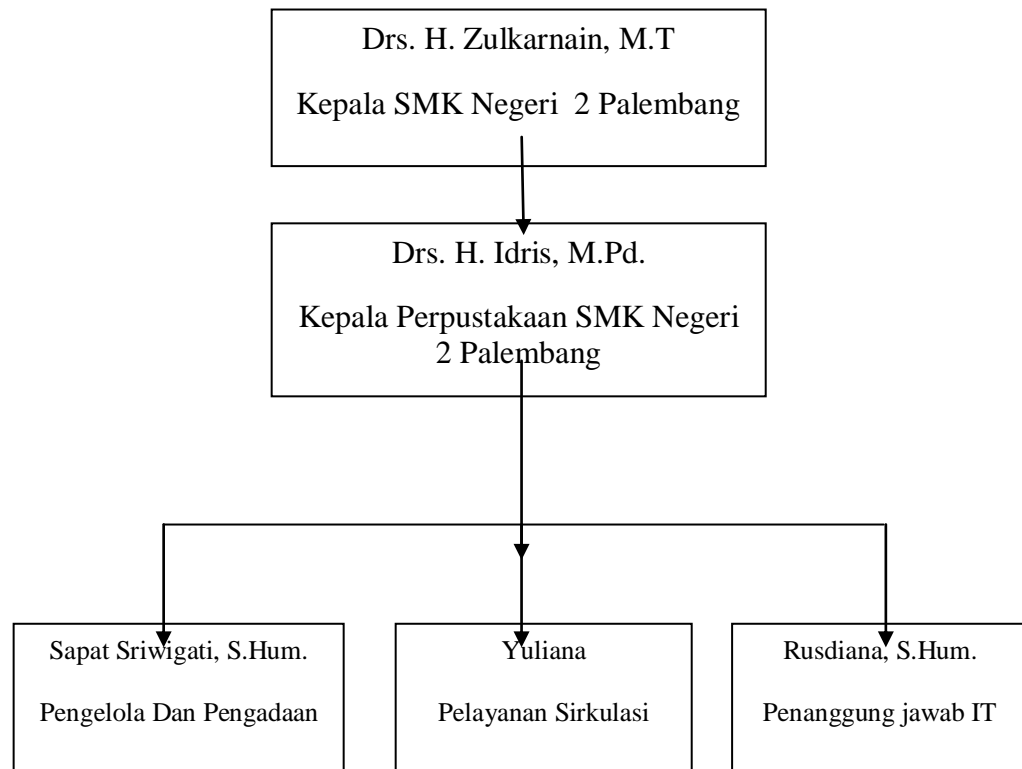 Drs. H. Zulkarnain, M.T
Kepala SMK Negeri  2 Palembang
Drs. H. Idris, M.Pd.
Kepala Perpustakaan SMK Negeri
2 Palembang
Sapat Sriwigati, S.Hum.
Pengelola Dan Pengadaan
Yuliana
Pelayanan Sirkulasi
Rusdiana, S.Hum.
Penanggung jawab IT